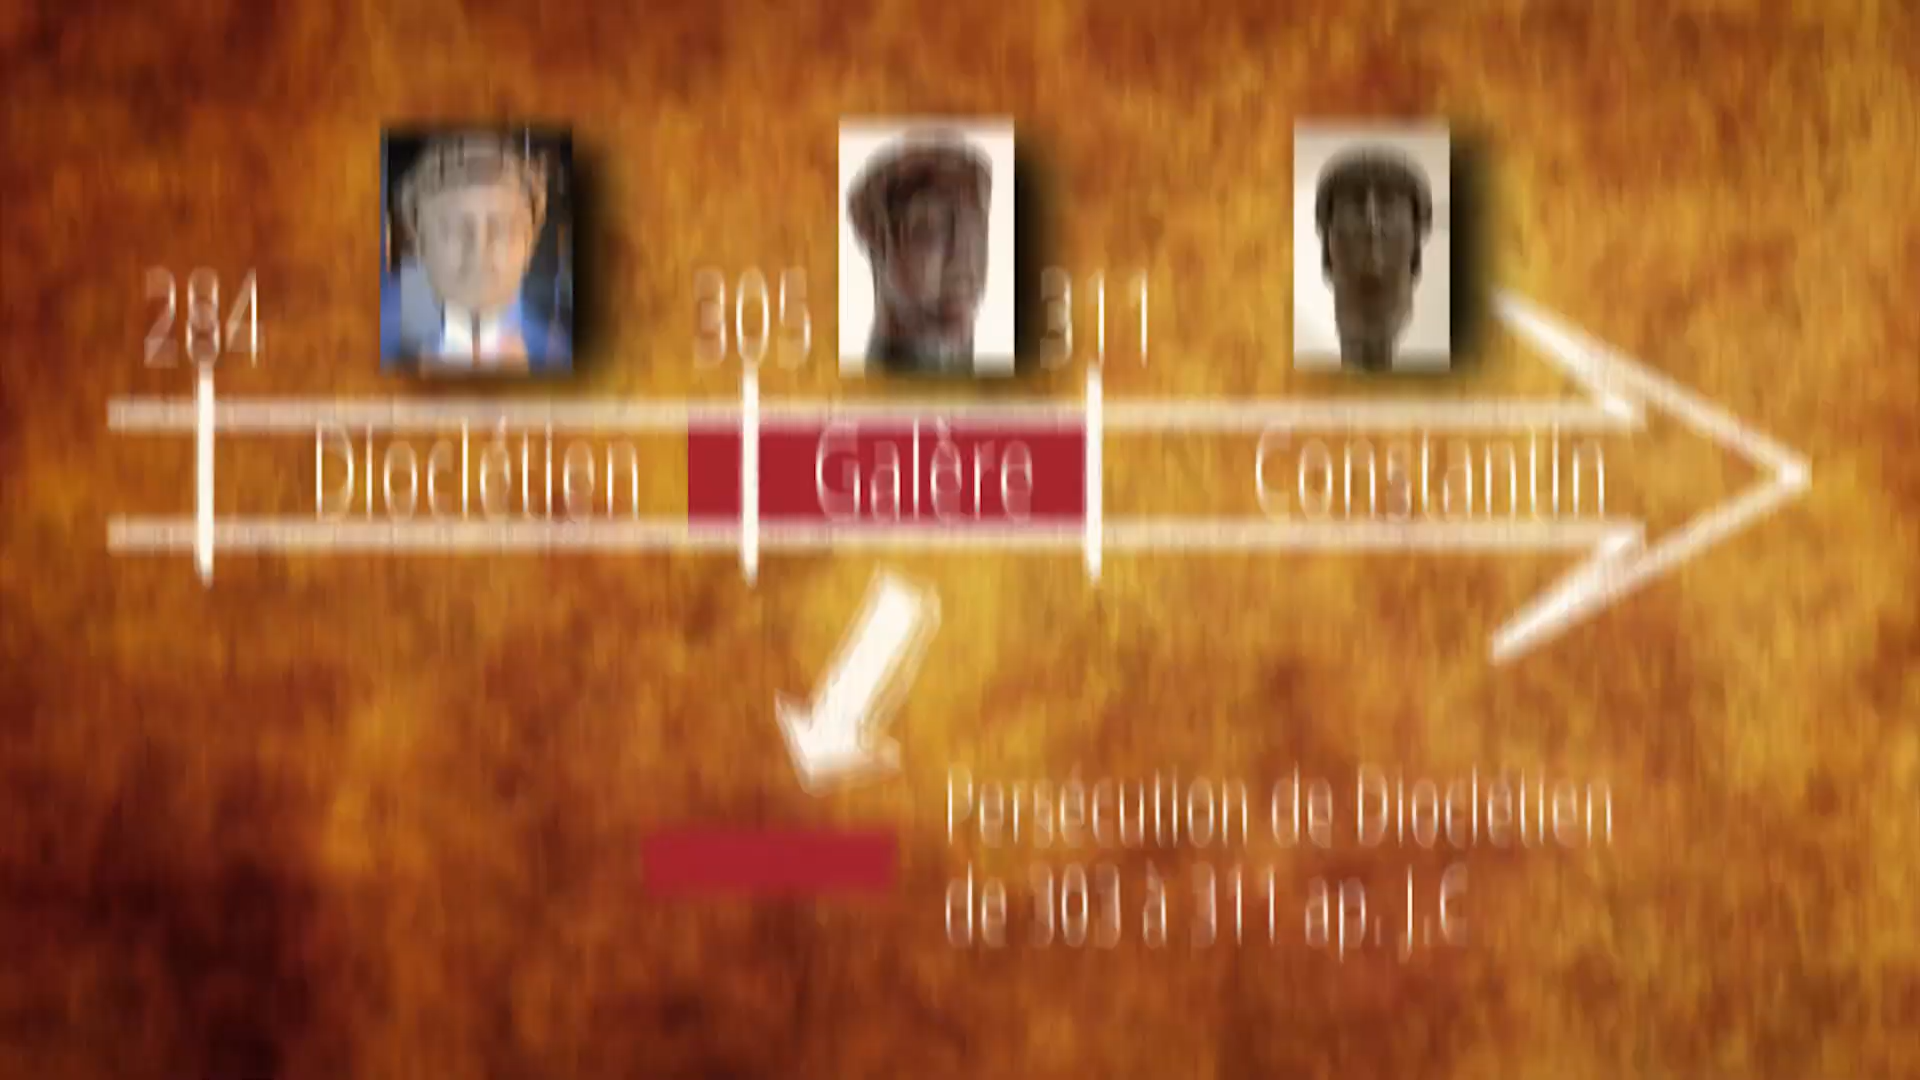 284
305
311
Dioclétien
Galère
Constantin
Persécution de Dioclétien
de 303 à 311 ap. J.C